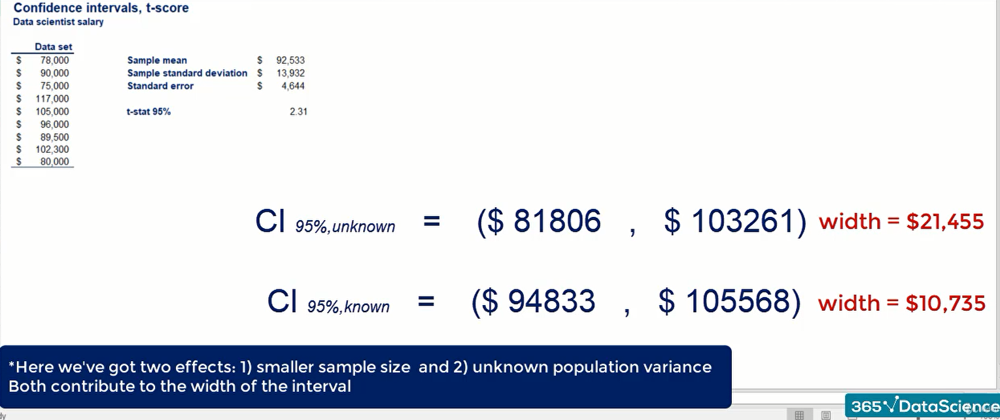 Confidence intervals, t-score
Data scientist salary
Data set
$ 78,000 Sample mean $ 92,533
$ 90,000 Sample standard deviation $ 13,932
$ 75,000 Standard error $ 4,644
$ 117,000
$ 105,000 t-stat 95% 2.31
$ 96,000
$ 89,500
$ 102,300
$ 80,000
CI 95%,unknown = ($ 81806 , $ 103261) width = $21,455
CI 95%,known = ($ 94833 , $ 105568) width = $10,735
*Here we've got two effects: 1) smaller sample size and 2) unknown population variance
Both contribute to the width of the interval
365 DataScience